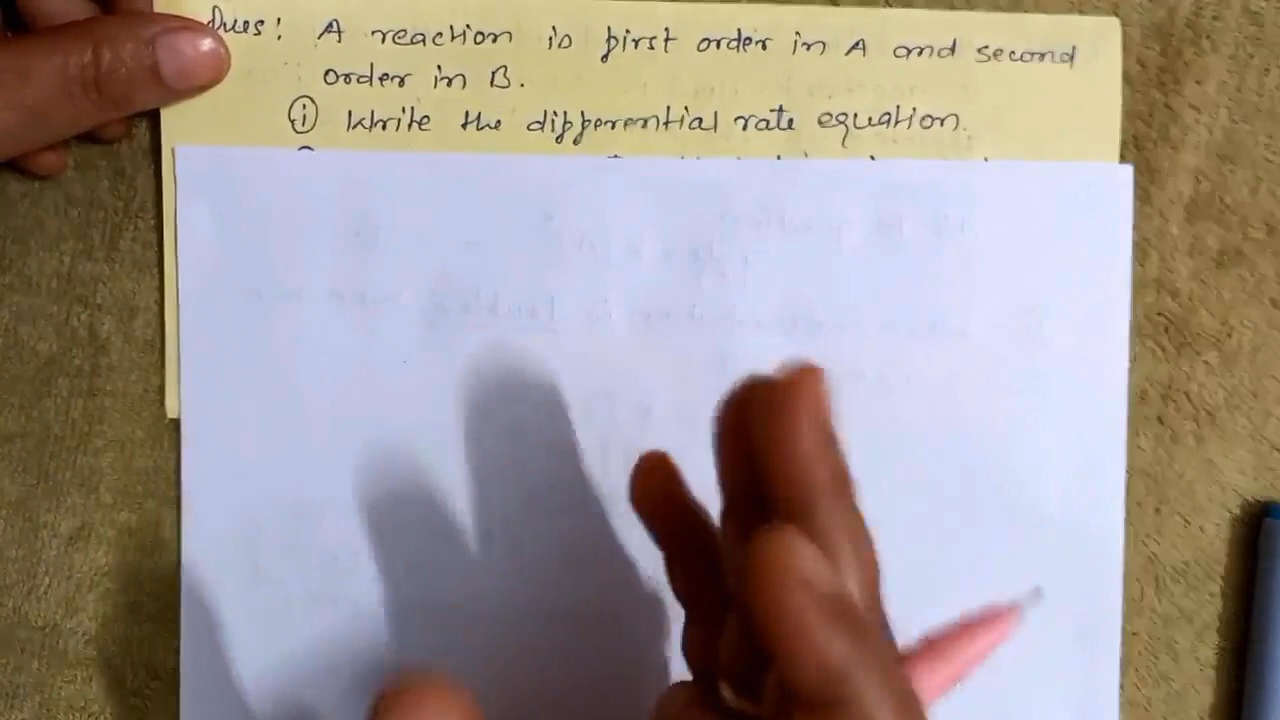 Ques: A reaction is first order in A and second
order in B.
(i) Write the differential rate equation.